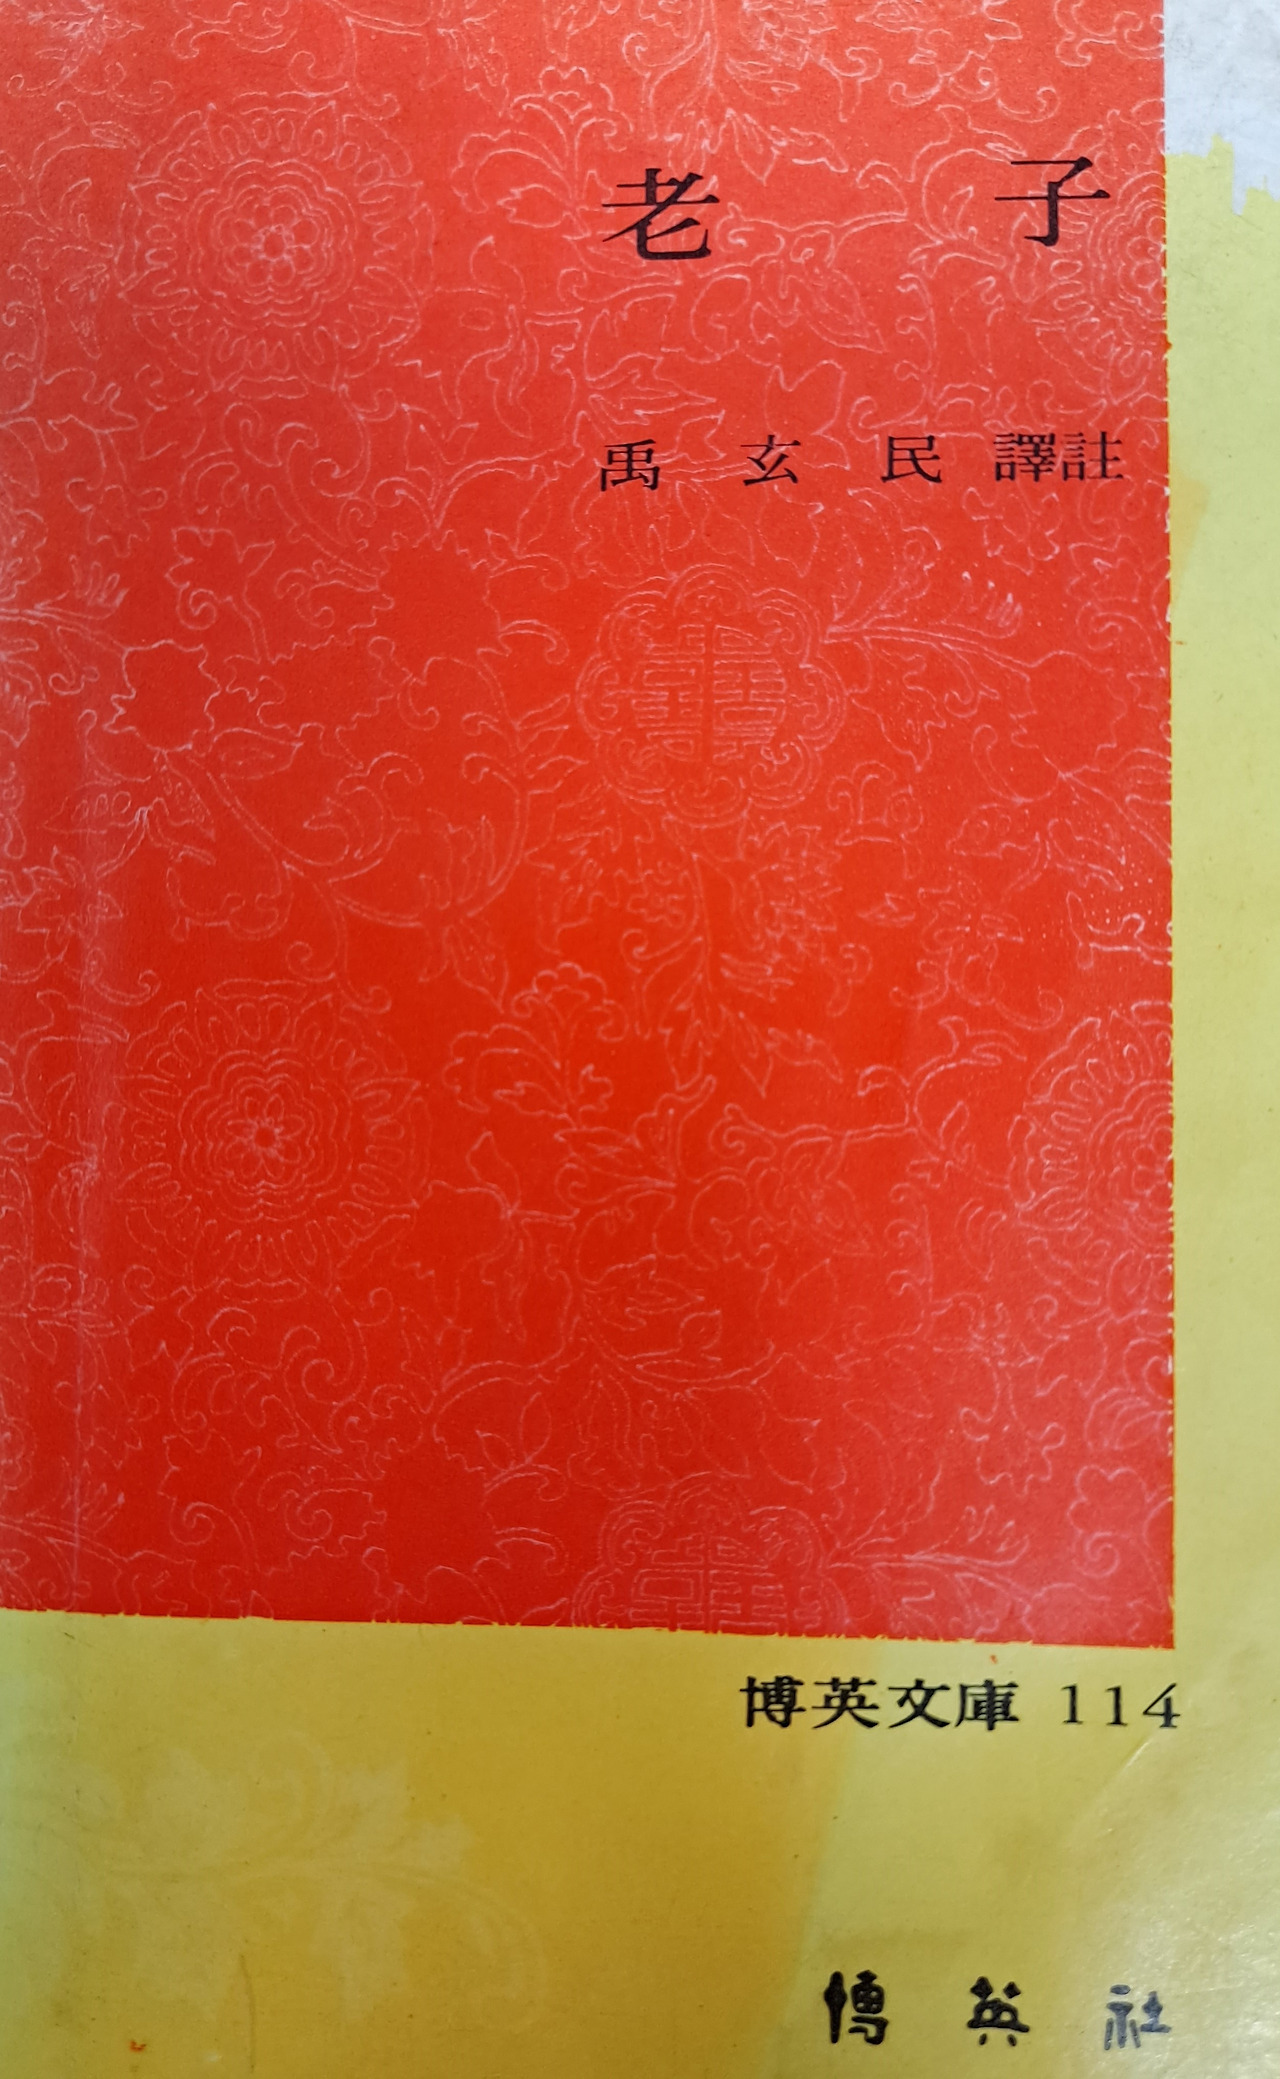 老子
禹玄民 譯註
博英文庫 114
博英社